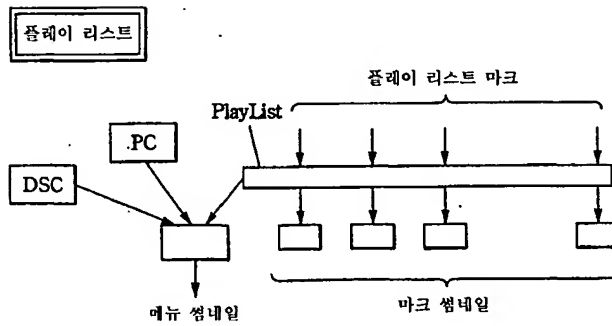 플레이 리스트
플레이 리스트 마크
PlayList
PC
DSC
메뉴 썸네일
마크 썸네일